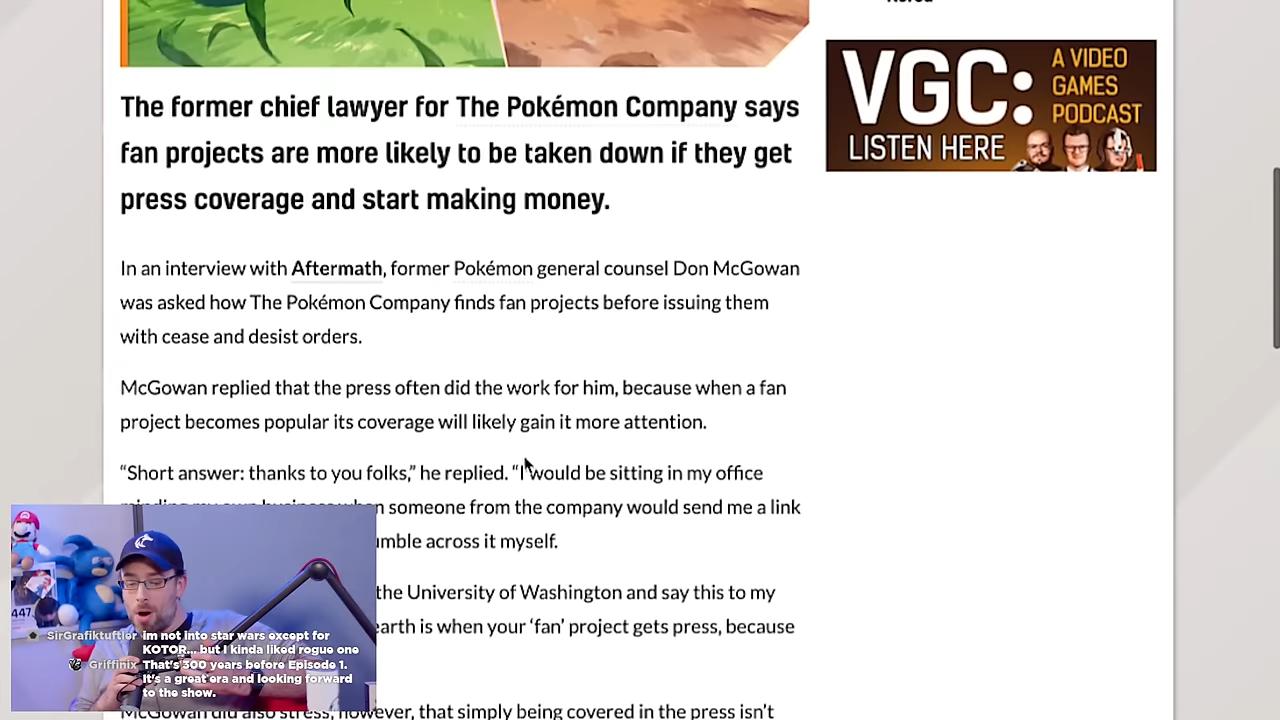 VGC:
A VIDEO
GAMES
PODCAST
LISTEN HERE
The former chief lawyer for The Pokémon Company says
fan projects are more likely to be taken down if they get
press coverage and start making money.
In an interview with Aftermath, former Pokémon general counsel Don McGowan
was asked how The Pokémon Company finds fan projects before issuing them
with cease and desist orders.
McGowan replied that the press often did the work for him, because when a fan
project becomes popular its coverage will likely gain it more attention.
“Short answer: thanks to you folks,” he replied. “I would be sitting in my office
someone from the company would send me a link
across it myself.
the University of Washington and say this to my
is when your ‘fan’ project gets press, because
McGowan did also stress, however, that simply being covered in the press isn’t
447
SirGrafiktuftler im not into star wars except for
KOTOR... but I kinda liked rogue one
Griffinix That's 300 years before Episode 1.
It's a great era and looking forward
to the show.